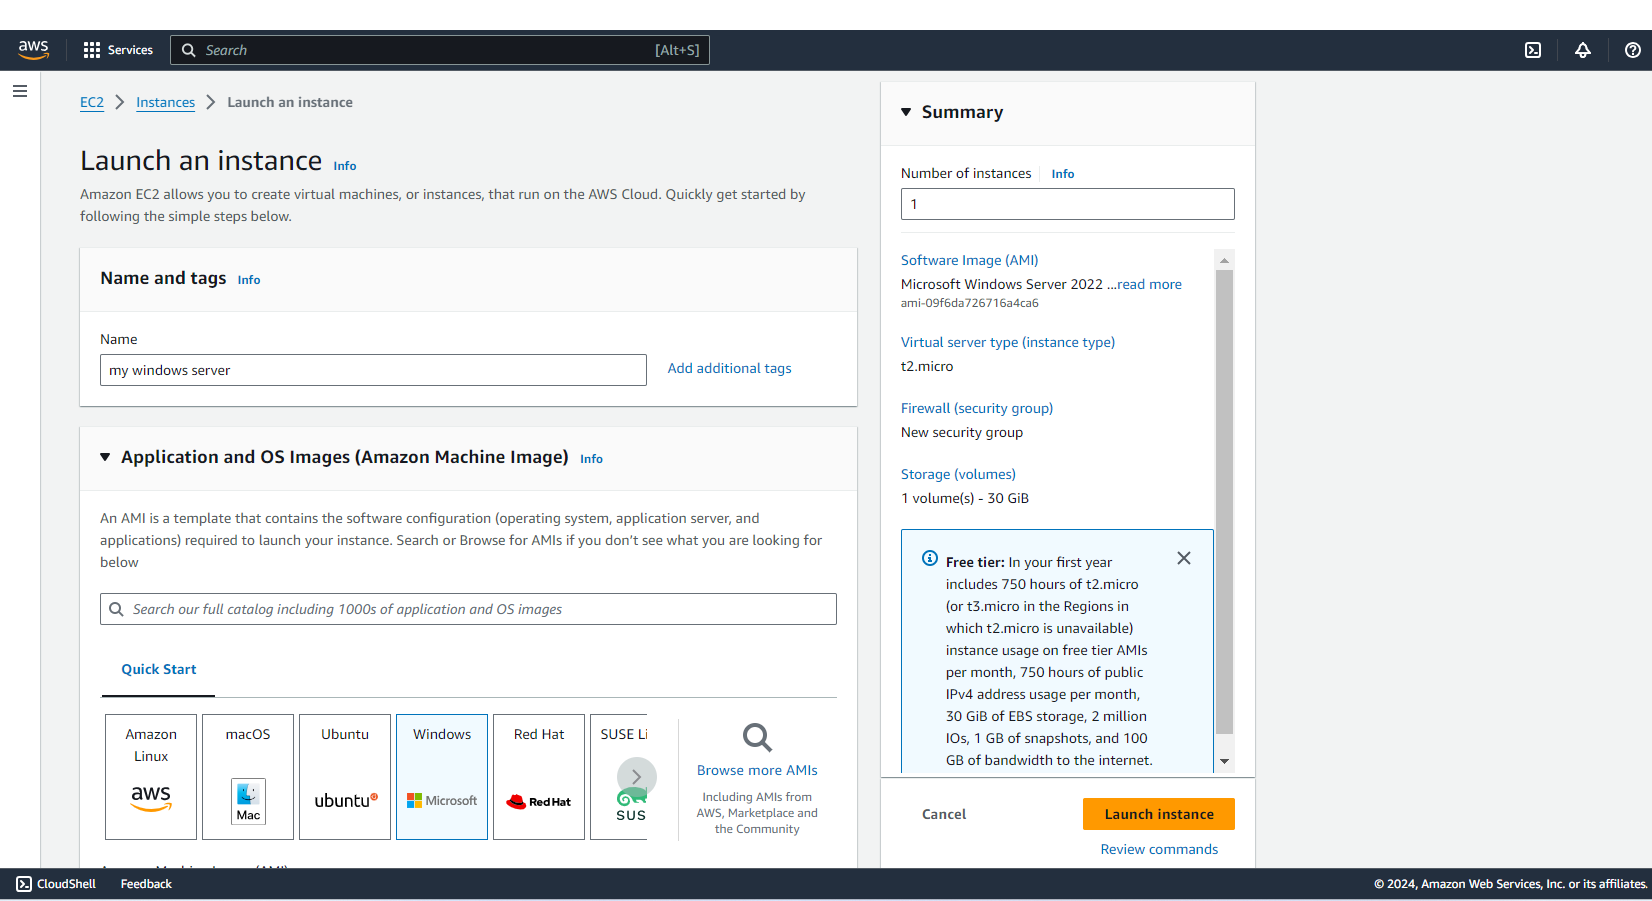 aws
Services
Search
[Alt+S]
EC2
Instances
Launch an instance
Launch an instance
Info
Amazon EC2 allows you to create virtual machines, or instances, that run on the AWS Cloud. Quickly get started by
following the simple steps below.
Name and tags
Info
Name
my windows server
Add additional tags
Application and OS Images (Amazon Machine Image)
Info
An AMI is a template that contains the software configuration (operating system, application server, and
applications) required to launch your instance. Search or Browse for AMIs if you don't see what you are looking for
below
Search our full catalog including 1000s of application and OS images
Quick Start
Amazon
Linux
aws
macOS
Mac
Ubuntu
ubuntu
Windows
Microsoft
Red Hat
Red Hat
SUSE Li
SUS
Browse more AMIs
Including AMIs from
AWS, Marketplace and
the Community
Summary
Number of instances
Info
1
Software Image (AMI)
Microsoft Windows Server 2022 ...read more
ami-09f6da726716a4ca6
Virtual server type (instance type)
t2.micro
Firewall (security group)
New security group
Storage (volumes)
1 volume(s) - 30 GiB
Free tier: In your first year
includes 750 hours of t2.micro
(or t3.micro in the Regions in
which t2.micro is unavailable)
instance usage on free tier AMIs
per month, 750 hours of public
IPv4 address usage per month,
30 GiB of EBS storage, 2 million
IOs, 1 GB of snapshots, and 100
GB of bandwidth to the internet.
Cancel
Launch instance
Review commands
CloudShell
Feedback
© 2024, Amazon Web Services, Inc. or its affiliates.